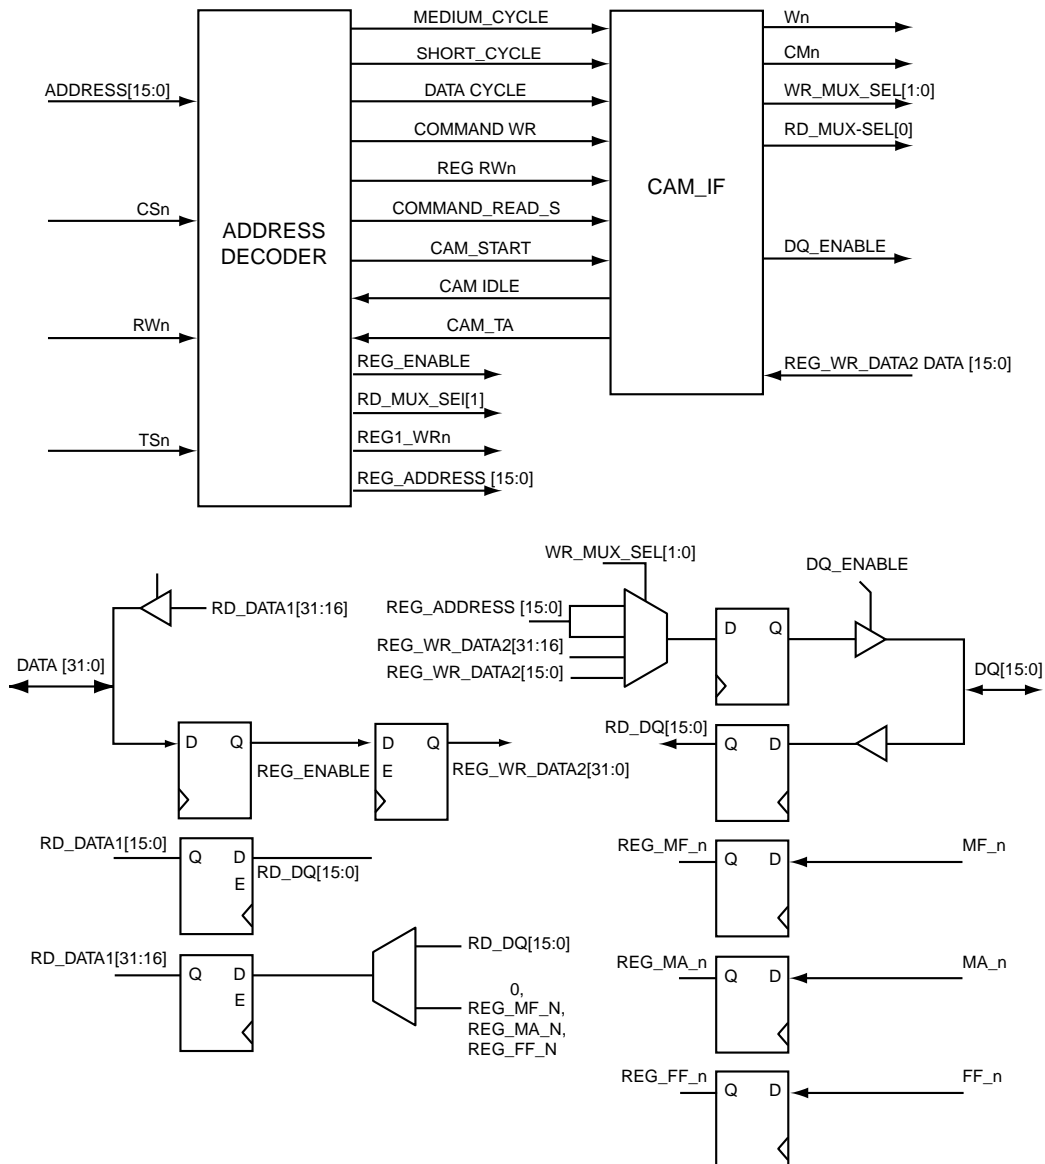 MEDIUM_CYCLE
SHORT_CYCLE
DATA CYCLE
COMMAND WR
REG RWn
COMMAND_READ_S
CAM_START
CAM IDLE
CAM_TA
REG_ENABLE
RD_MUX_SEl[1]
REG1_WRn
REG_ADDRESS [15:0]
ADDRESS[15:0]
CSn
RWn
TSn
ADDRESS
DECODER
CAM_IF
Wn
CMn
WR_MUX_SEL[1:0]
RD_MUX-SEL[0]
DQ_ENABLE
REG_WR_DATA2 DATA [15:0]
RD_DATA1[31:16]
DATA [31:0]
D Q
REG_ENABLE
D Q
E
REG_WR_DATA2[31:0]
RD_DATA1[15:0]
Q D
E
RD_DQ[15:0]
RD_DATA1[31:16]
Q D
E
RD_DQ[15:0]
0,
REG_MF_N,
REG_MA_N,
REG_FF_N
WR_MUX_SEL[1:0]
REG_ADDRESS [15:0]
REG_WR_DATA2[31:16]
REG_WR_DATA2[15:0]
D Q
DQ_ENABLE
DQ[15:0]
RD_DQ[15:0]
Q D
REG_MF_n
Q D
MF_n
REG_MA_n
Q D
MA_n
REG_FF_n
Q D
FF_n